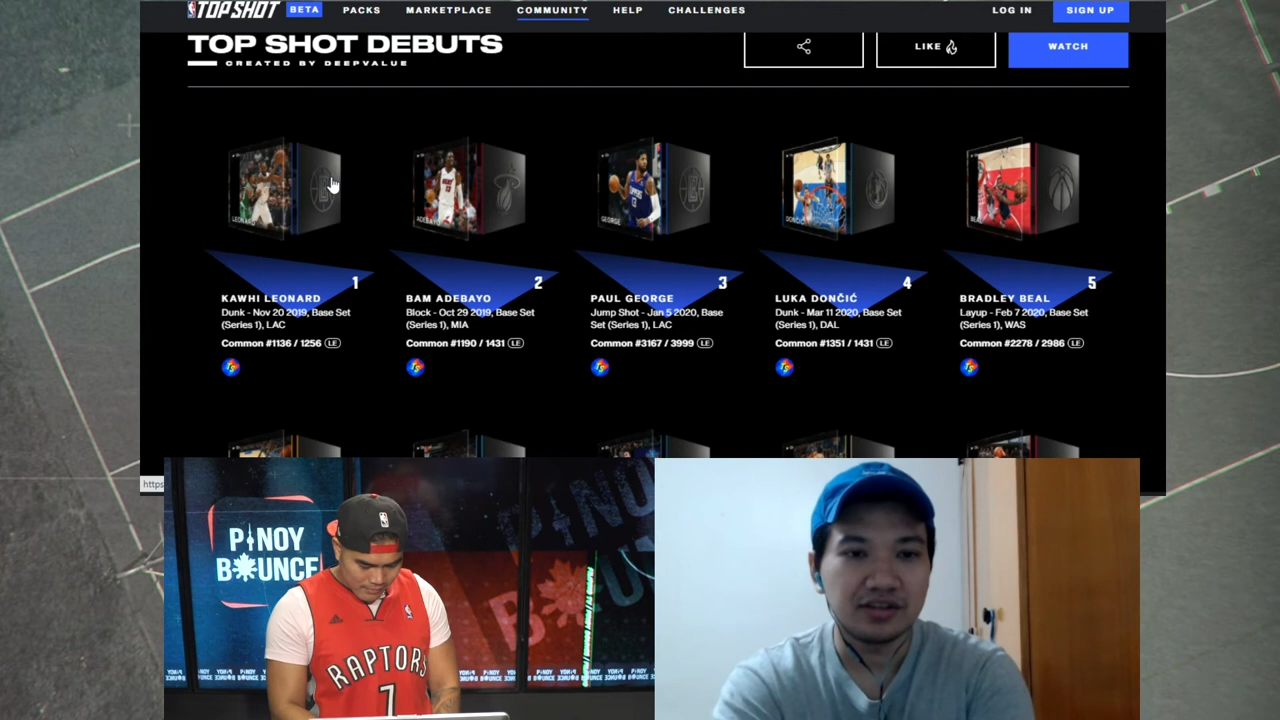 TOP SHOT BETA PACKS MARKETPLACE COMMUNITY HELP CHALLENGES LOG IN SIGN UP
TOP SHOT DEBUTS
CREATED BY DEEPVALUE
LIKE
WATCH
1
KAWHI LEONARD
Dunk - Nov 20 2019, Base Set
(Series 1), LAC
Common #1136 / 1256 LE
2
BAM ADEBAYO
Block - Oct 29 2019, Base Set
(Series 1), MIA
Common #1190 / 1431 LE
3
PAUL GEORGE
Jump Shot - Jan 5 2020, Base
Set (Series 1), LAC
Common #3167 / 3999 LE
4
LUKA DONČIĆ
Dunk - Mar 11 2020, Base Set
(Series 1), DAL
Common #1351 / 1431 LE
5
BRADLEY BEAL
Layup - Feb 7 2020, Base Set
(Series 1), WAS
Common #2278 / 2986 LE
https
PINOY
BOUNCE
RAPTORS
7